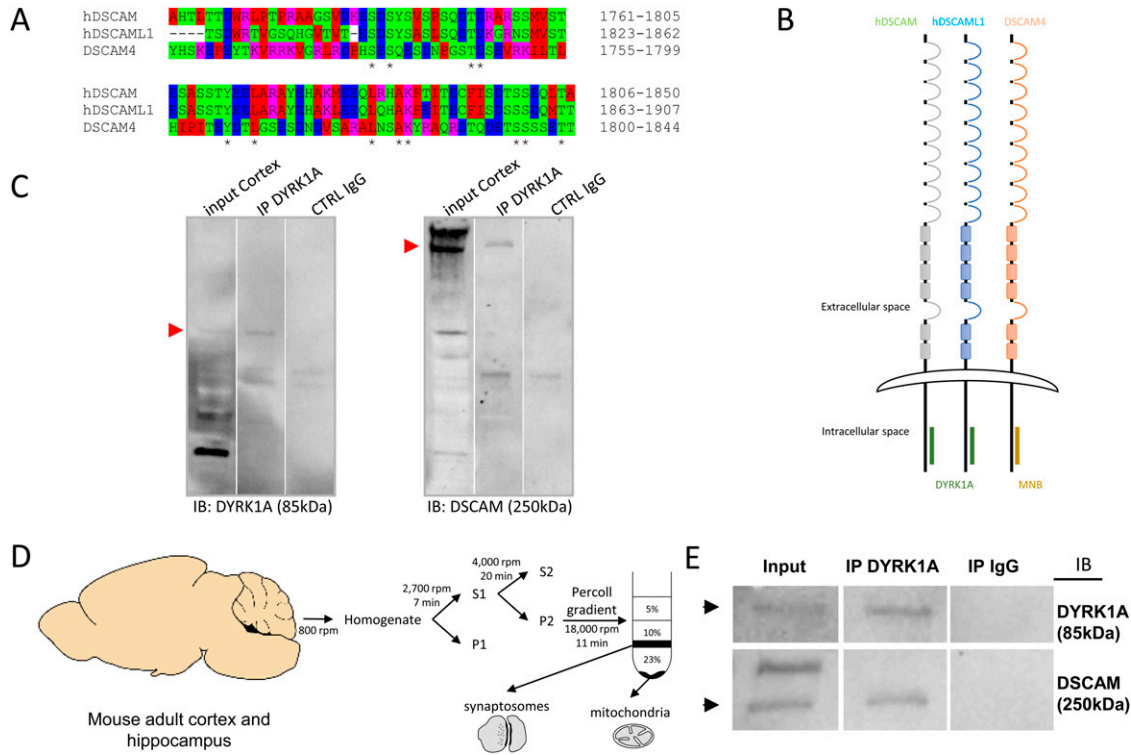 A
hDSCAM 1761-1805
hDSCAML1 1823-1862
DSCAM4 1755-1799
* * **
hDSCAM 1806-1850
hDSCAML1 1863-1907
DSCAM4 1800-1844
* * * ** ** *
B
hDSCAM hDSCAML1 DSCAM4
Extracellular space
Intracellular space
DYRK1A MNB
C
input Cortex
IP DYRK1A
CTRL IgG
IB: DYRK1A (85kDa)
input Cortex
IP DYRK1A
CTRL IgG
IB: DSCAM (250kDa)
D
Mouse adult cortex and
hippocampus
800 rpm
Homogenate
2,700 rpm
7 min
S1
P1
4,000 rpm
20 min
S2
P2
Percoll
gradient
18,000 rpm
11 min
5%
10%
23%
synaptosomes
mitochondria
E
Input IP DYRK1A IP IgG IB
DYRK1A
(85kDa)
DSCAM
(250kDa)